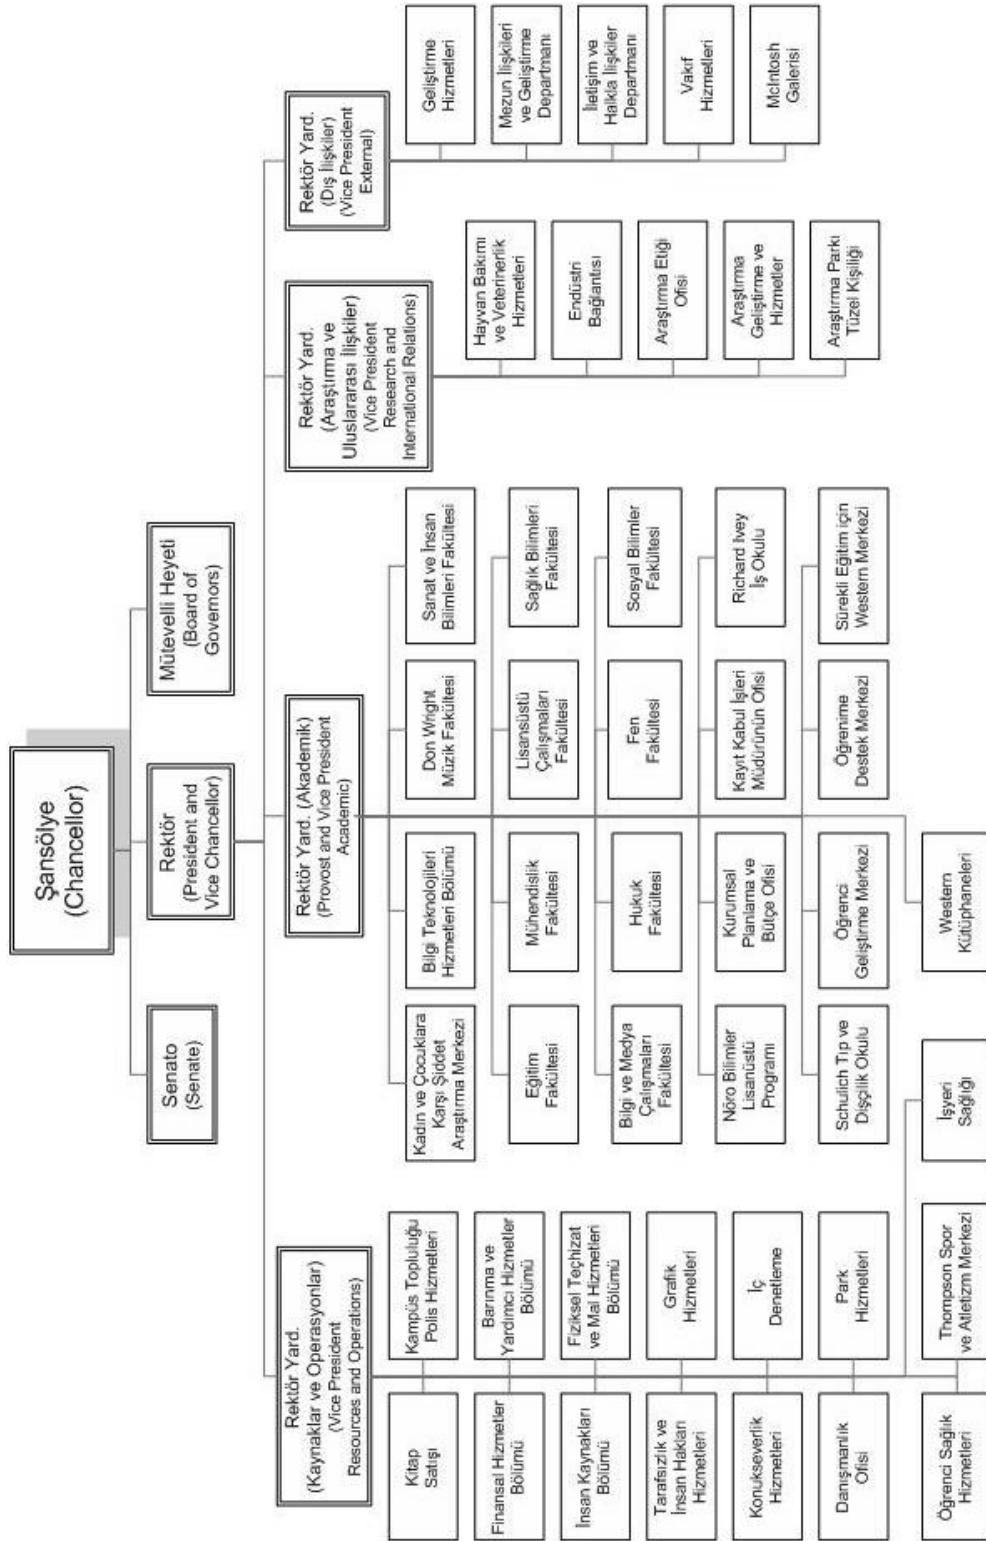 Şansölye
(Chancellor)
Senato
(Senate)
Rektör
(President and
Vice Chancellor)
Mütevelli Heyeti
(Board of
Governors)
Rektör Yard.
(Kaynaklar ve Operasyonlar)
(Vice President
Resources and Operations)
Rektör Yard. (Akademik)
(Provost and Vice President
Academic)
Rektör Yard.
(Araştırma ve
Uluslararası İlişkiler)
(Vice President
Research and
International Relations)
Rektör Yard.
(Dış İlişkiler)
(Vice President
External)
Kitap
Satışı
Kampüs Topluluğu
Polis Hizmetleri
Finansal Hizmetler
Bölümü
Barınma ve
Yardımcı Hizmetler
Bölümü
İnsan Kaynakları
Bölümü
Fiziksel Teçhizat
ve Mal Hizmetleri
Bölümü
Tarafsızlık ve
İnsan Hakları
Hizmetleri
Grafik
Hizmetleri
Konukseverlik
Hizmetleri
İç
Denetleme
Danışmanlık
Ofisi
Park
Hizmetleri
Öğrenci Sağlık
Hizmetleri
Thompson Spor
ve Atletizm Merkezi
İşyeri
Sağlığı
Kadın ve Çocuklara
Karşı Şiddet
Araştırma Merkezi
Bilgi Teknolojileri
Hizmetleri Bölümü
Don Wright
Müzik Fakültesi
Sanat ve İnsan
Bilimleri Fakültesi
Eğitim
Fakültesi
Mühendislik
Fakültesi
Lisansüstü
Çalışmaları
Fakültesi
Sağlık Bilimleri
Fakültesi
Bilgi ve Medya
Çalışmaları
Fakültesi
Hukuk
Fakültesi
Fen
Fakültesi
Sosyal Bilimler
Fakültesi
Nöro Bilimler
Lisanüstü
Programı
Kurumsal
Planlama ve
Bütçe Ofisi
Kayıt Kabul İşleri
Müdürünün Ofisi
Richard Ivey
İş Okulu
Schulich Tıp ve
Dişçilik Okulu
Öğrenci
Geliştirme Merkezi
Öğrenime
Destek Merkezi
Sürekli Eğitim için
Western Merkezi
Western
Kütüphaneleri
Hayvan Bakımı
ve Veterinerlik
Hizmetleri
Endüstri
Bağlantısı
Araştırma Etiği
Ofisi
Araştırma
Geliştirme ve
Hizmetler
Araştırma Parkı
Tüzel Kişiliği
Geliştirme
Hizmetleri
Mezun İlişkileri
ve Geliştirme
Departmanı
İletişim ve
Halkla İlişkiler
Departmanı
Vakıf
Hizmetleri
McIntosh
Galerisi